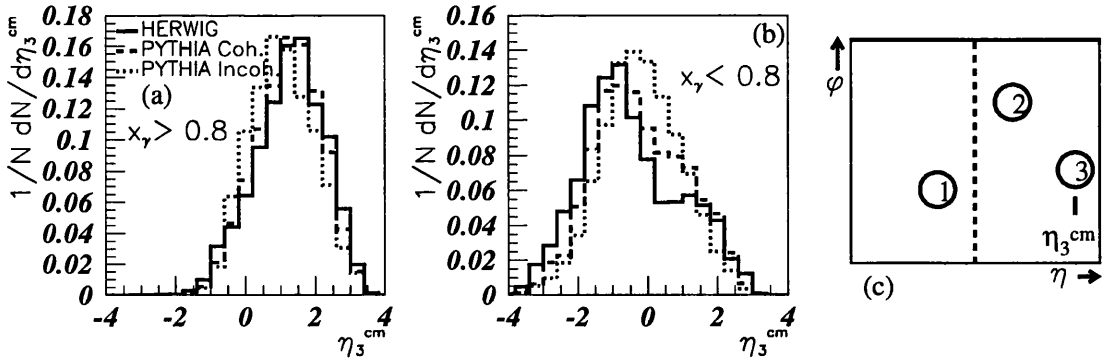 1/N dN/dη₃ᶜᵐ
0.18
0.16
0.14
0.12
0.1
0.08
0.06
0.04
0.02
0
HERWIG
PYTHIA Coh.
PYTHIA Incoh.
(a)
xᵧ> 0.8
-4 -2 0 2 4
η₃ᶜᵐ
1/N dN/dη₃ᶜᵐ
0.16
0.14
0.12
0.1
0.08
0.06
0.04
0.02
0
(b)
xᵧ< 0.8
-4 -2 0 2 4
η₃ᶜᵐ
φ
2
3
1
η₃ᶜᵐ
(c)
η